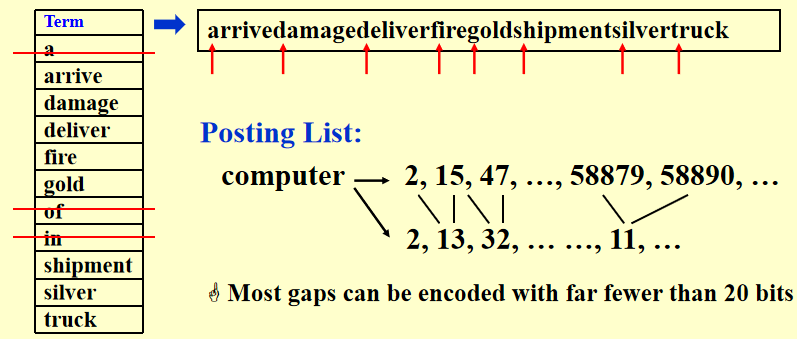 Term
a
arrive
damage
deliver
fire
gold
of
in
shipment
silver
truck
arrivedamagedeliverfiregoldshipmentsilvertruck
Posting List:
computer 2, 15, 47, …, 58879, 58890, …
2, 13, 32, … …, 11, …
☝ Most gaps can be encoded with far fewer than 20 bits